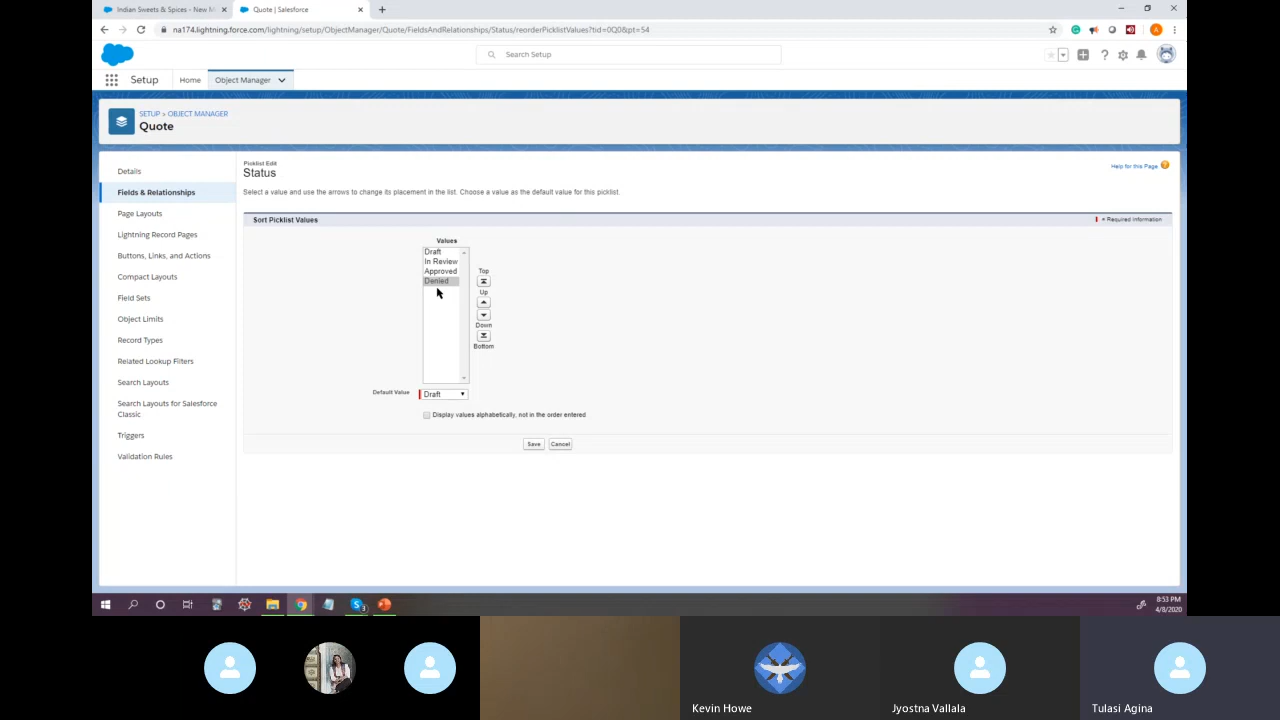 Indian Sweets & Spices - New M
Quote | Salesforce
na174.lightning.force.com/lightning/setup/ObjectManager/Quote/FieldsAndRelationships/Status/reorderPicklistValues?tid=0Q0&pt=54
Search Setup
Setup
Home
Object Manager
SETUP > OBJECT MANAGER
Quote
Details
Fields & Relationships
Page Layouts
Lightning Record Pages
Buttons, Links, and Actions
Compact Layouts
Field Sets
Object Limits
Record Types
Related Lookup Filters
Search Layouts
Search Layouts for Salesforce
Classic
Triggers
Validation Rules
Picklist Edit
Status
Help for this Page
Select a value and use the arrows to change its placement in the list. Choose a value as the default value for this picklist.
Sort Picklist Values
= Required Information
Values
Draft
In Review
Approved
Denied
Top
Up
Down
Bottom
Default Value
Draft
Display values alphabetically, not in the order entered
Save
Cancel
8:53 PM
4/8/2020
Kevin Howe
Jyostna Vallala
Tulasi Agina